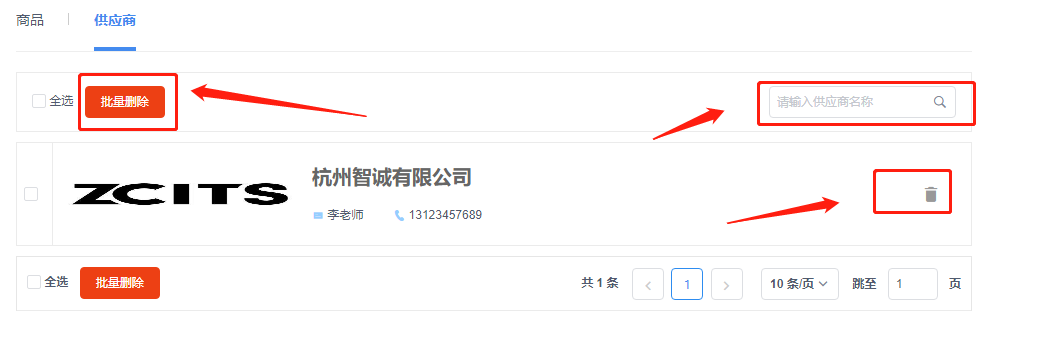 商品 供应商
全选 批量删除 请输入供应商名称
杭州智诚有限公司
ZCITS
李老师 13123457689
全选 批量删除 共 1 条 1 10 条/页 跳至 1 页